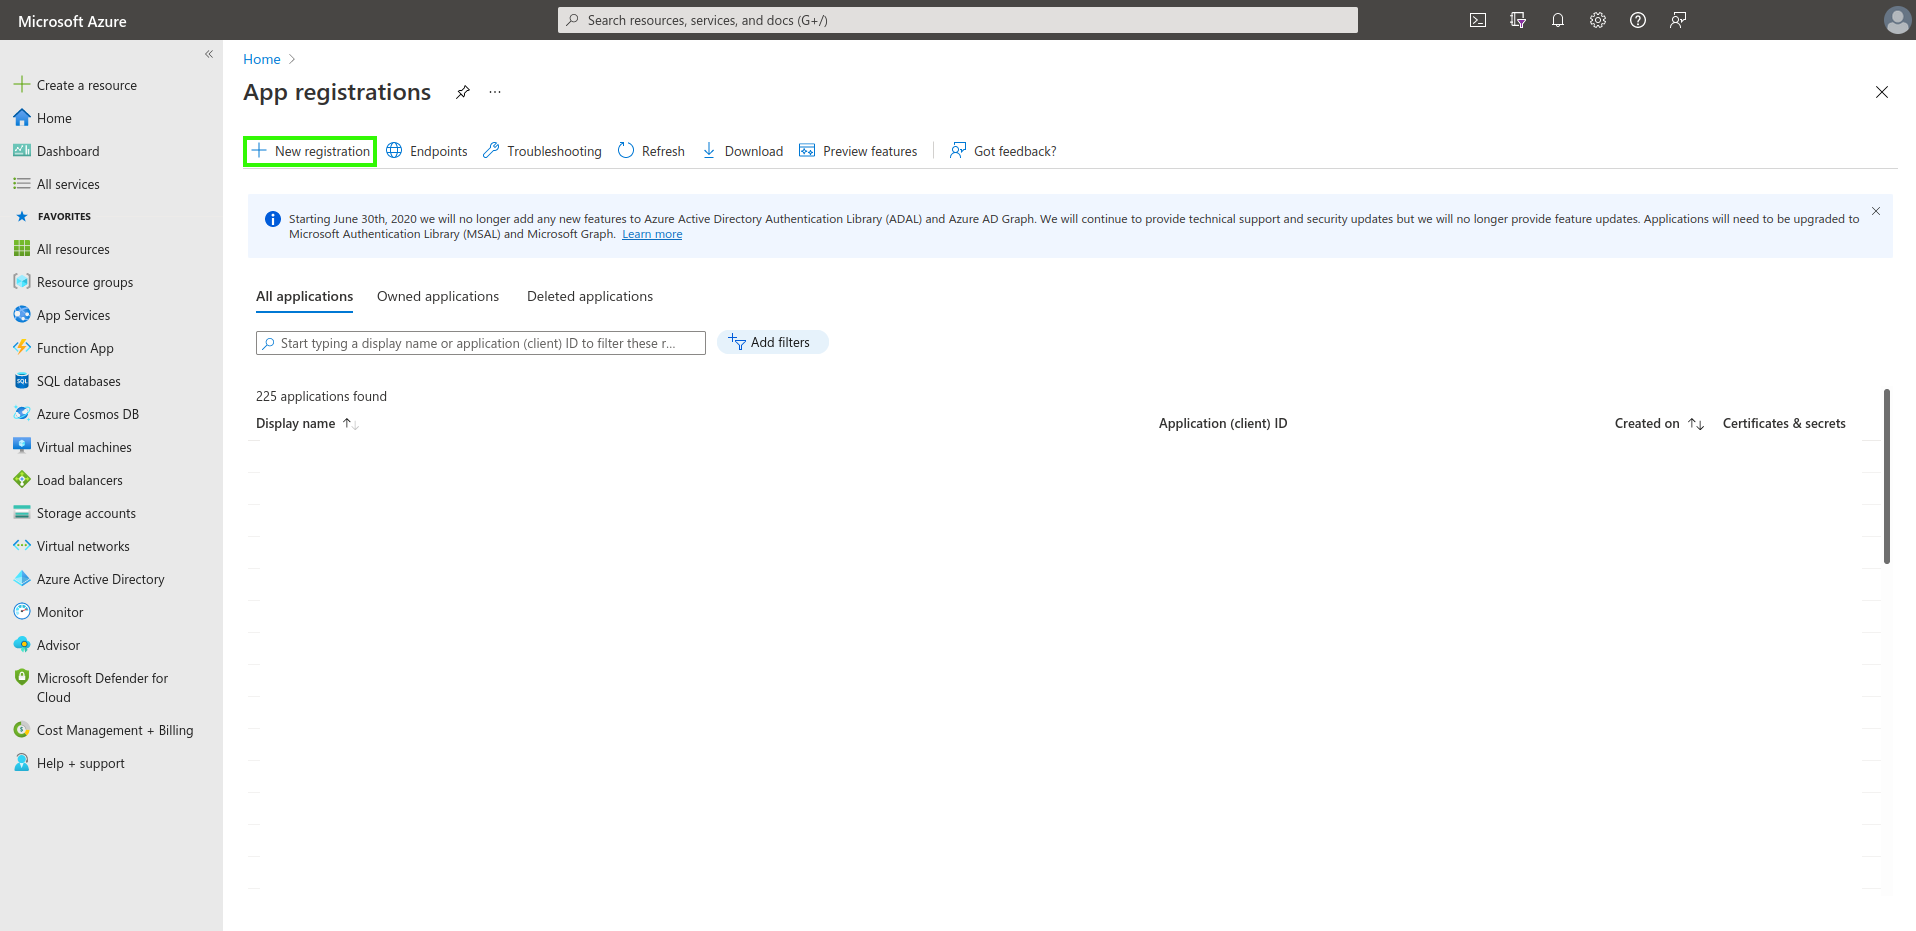 Microsoft Azure
Search resources, services, and docs (G+/)
Create a resource
Home
Dashboard
All services
FAVORITES
All resources
Resource groups
App Services
Function App
SQL databases
Azure Cosmos DB
Virtual machines
Load balancers
Storage accounts
Virtual networks
Azure Active Directory
Monitor
Advisor
Microsoft Defender for
Cloud
Cost Management + Billing
Help + support
Home
App registrations
New registration
Endpoints
Troubleshooting
Refresh
Download
Preview features
Got feedback?
Starting June 30th, 2020 we will no longer add any new features to Azure Active Directory Authentication Library (ADAL) and Azure AD Graph. We will continue to provide technical support and security updates but we will no longer provide feature updates. Applications will need to be upgraded to
Microsoft Authentication Library (MSAL) and Microsoft Graph. Learn more
All applications
Owned applications
Deleted applications
Start typing a display name or application (client) ID to filter these r...
Add filters
225 applications found
Display name
Application (client) ID
Created on
Certificates & secrets